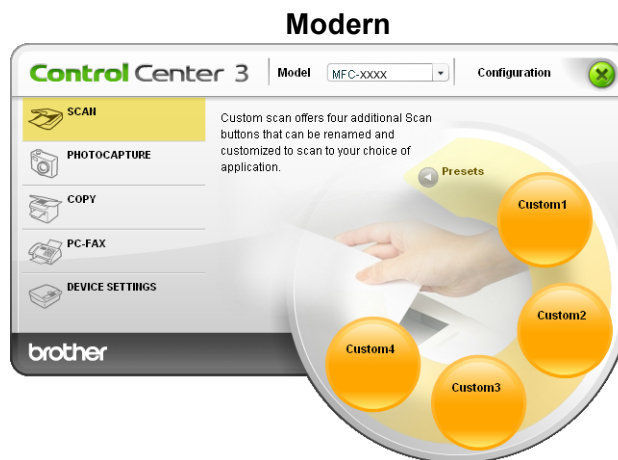 Modern
Control Center 3 Model MFC-XXXX Configuration
SCAN
PHOTOCAPTURE
COPY
PC-FAX
DEVICE SETTINGS
Custom scan offers four additional Scan
buttons that can be renamed and
customized to scan to your choice of
application.
Presets
Custom1
Custom2
Custom3
Custom4
brother